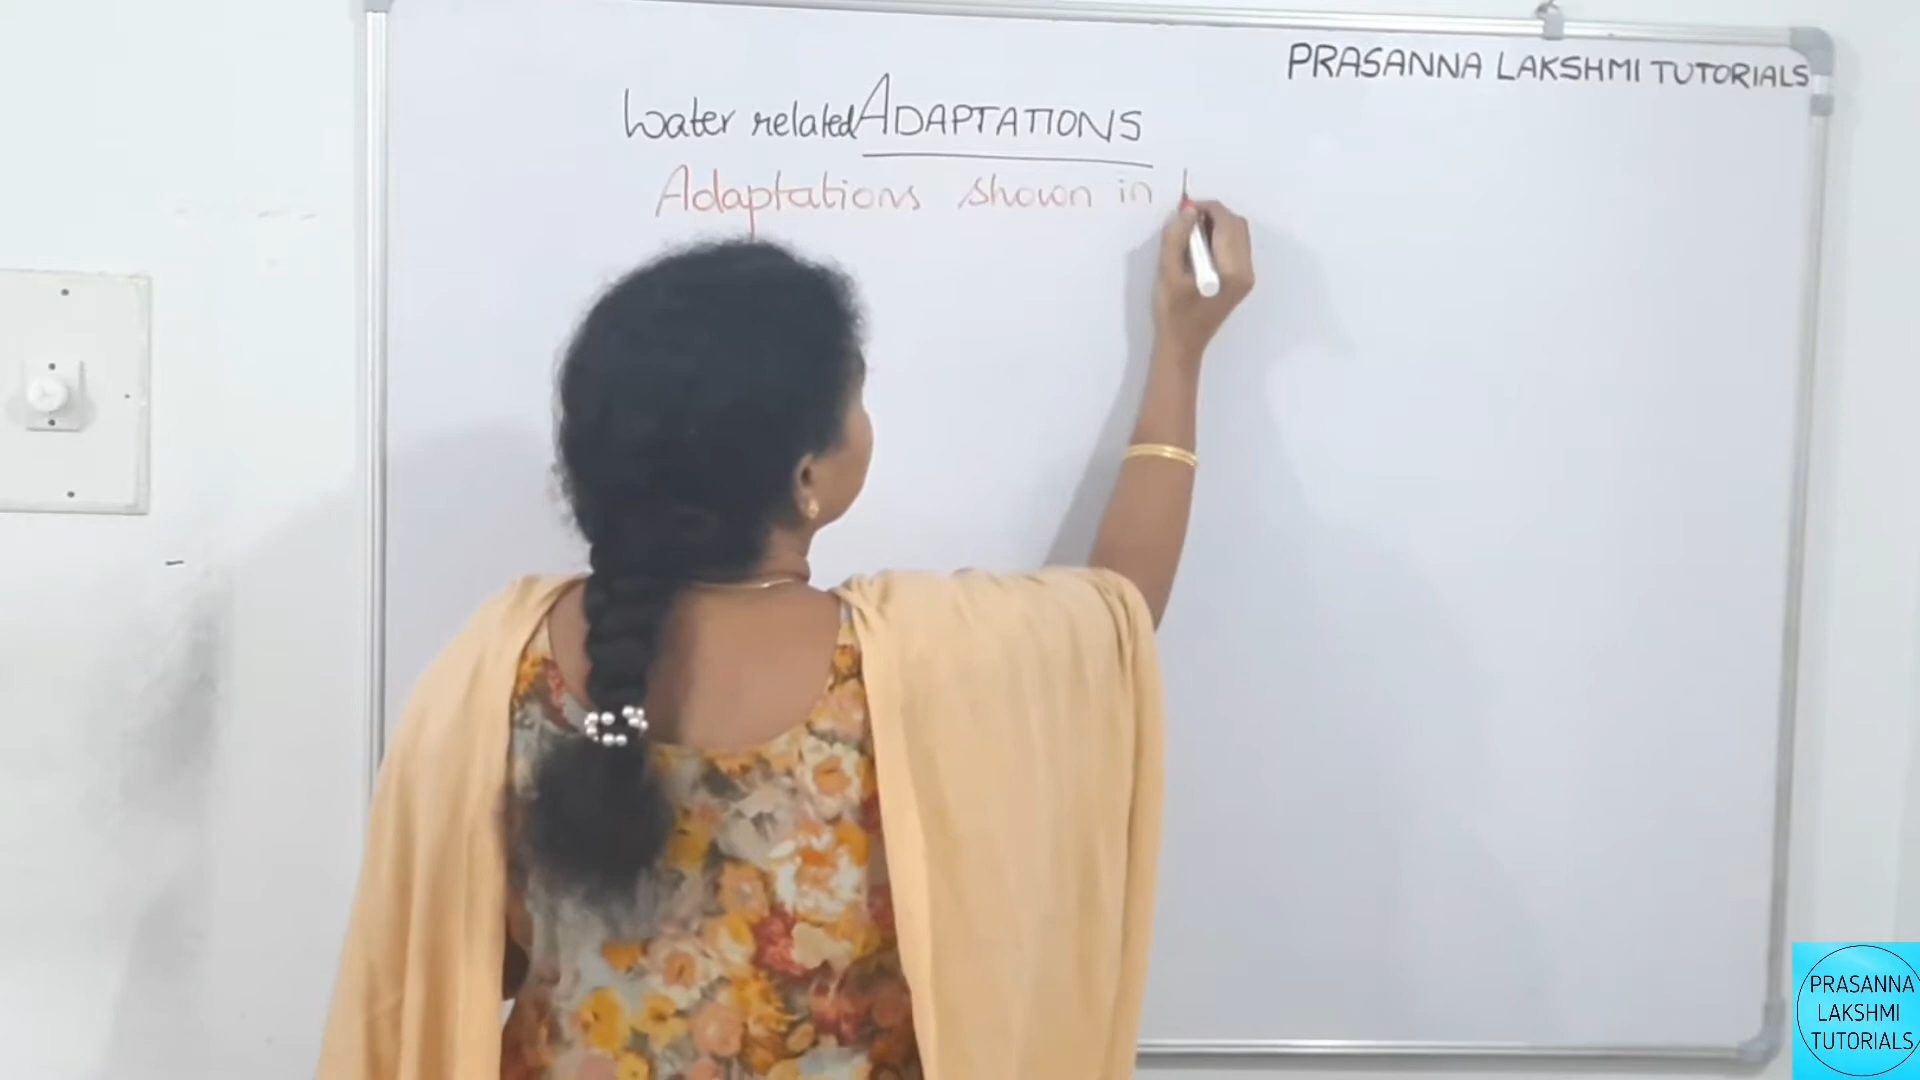 PRASANNA LAKSHMI TUTORIALS
Water related ADAPTATIONS
Adaptations shown in
PRASANNA
LAKSHMI
TUTORIALS